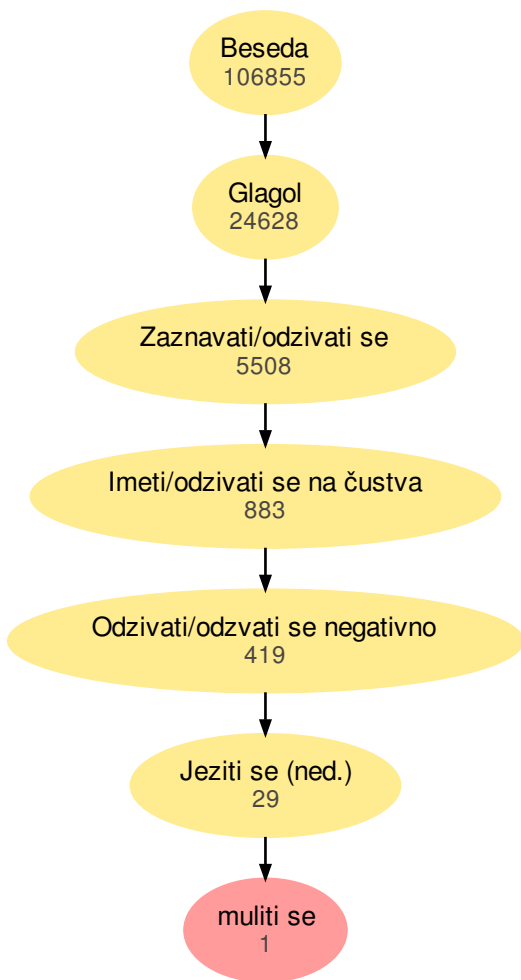 Beseda
106855
Glagol
24628
Zaznavati/odzivati se
5508
Imeti/odzivati se na čustva
883
Odzivati/odzvati se negativno
419
Jeziti se (ned.)
29
muliti se
1